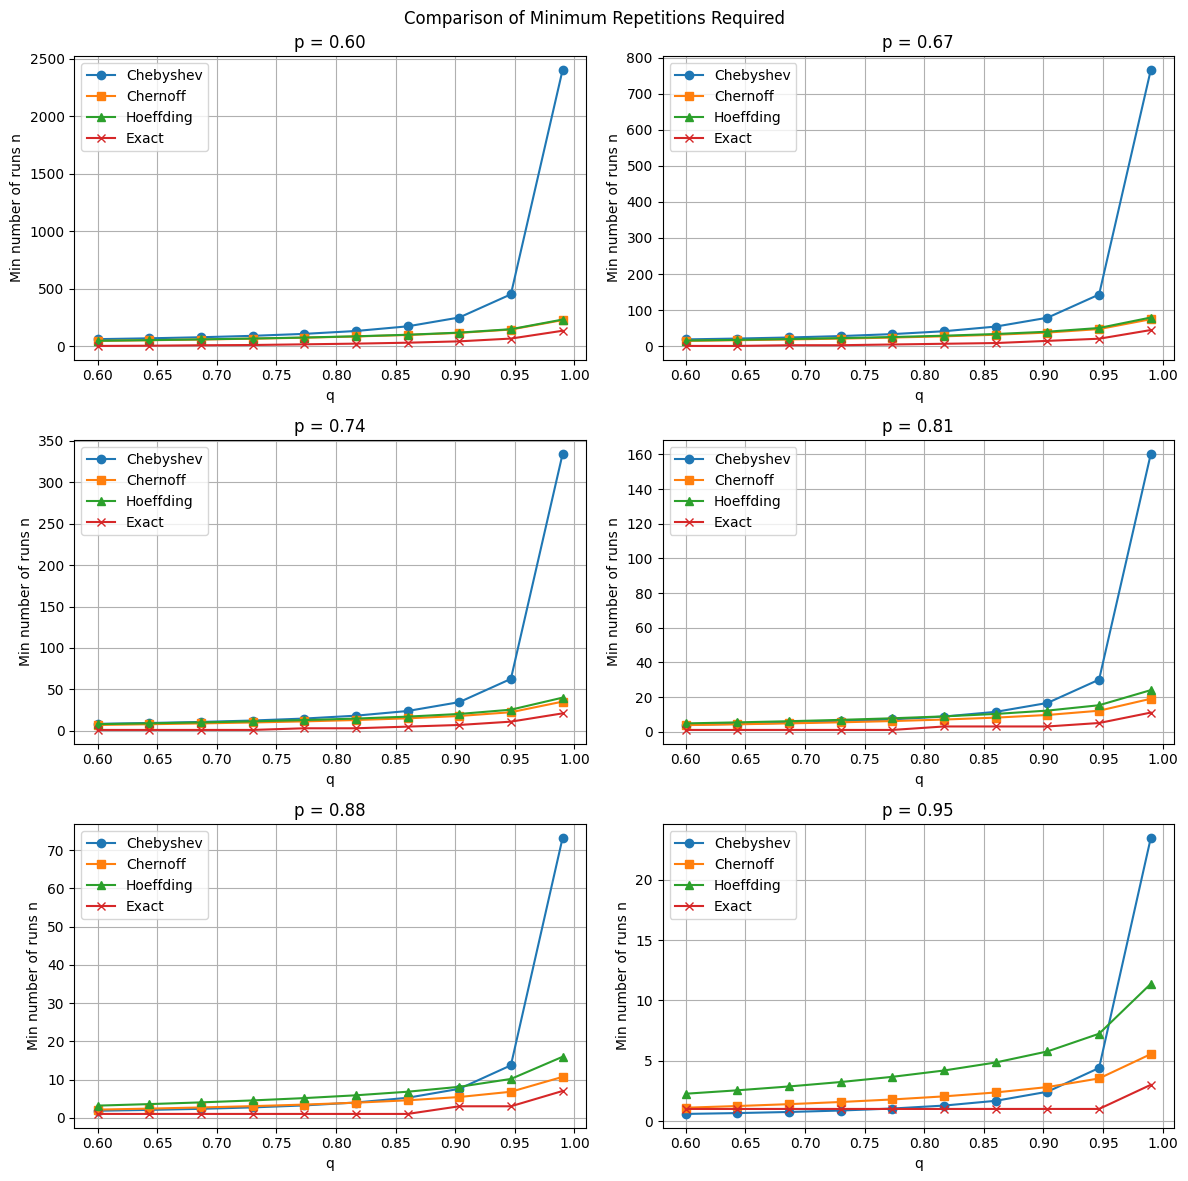 Comparison of Minimum Repetitions Required
p = 0.60
Min number of runs n
2500
2000
1500
1000
500
0
Chebyshev
Chernoff
Hoeffding
Exact
0.60 0.65 0.70 0.75 0.80 0.85 0.90 0.95 1.00
q
p = 0.67
Min number of runs n
800
700
600
500
400
300
200
100
0
Chebyshev
Chernoff
Hoeffding
Exact
0.60 0.65 0.70 0.75 0.80 0.85 0.90 0.95 1.00
q
p = 0.74
Min number of runs n
350
300
250
200
150
100
50
0
Chebyshev
Chernoff
Hoeffding
Exact
0.60 0.65 0.70 0.75 0.80 0.85 0.90 0.95 1.00
q
p = 0.81
Min number of runs n
160
140
120
100
80
60
40
20
0
Chebyshev
Chernoff
Hoeffding
Exact
0.60 0.65 0.70 0.75 0.80 0.85 0.90 0.95 1.00
q
p = 0.88
Min number of runs n
70
60
50
40
30
20
10
0
Chebyshev
Chernoff
Hoeffding
Exact
0.60 0.65 0.70 0.75 0.80 0.85 0.90 0.95 1.00
q
p = 0.95
Min number of runs n
20
15
10
5
0
Chebyshev
Chernoff
Hoeffding
Exact
0.60 0.65 0.70 0.75 0.80 0.85 0.90 0.95 1.00
q